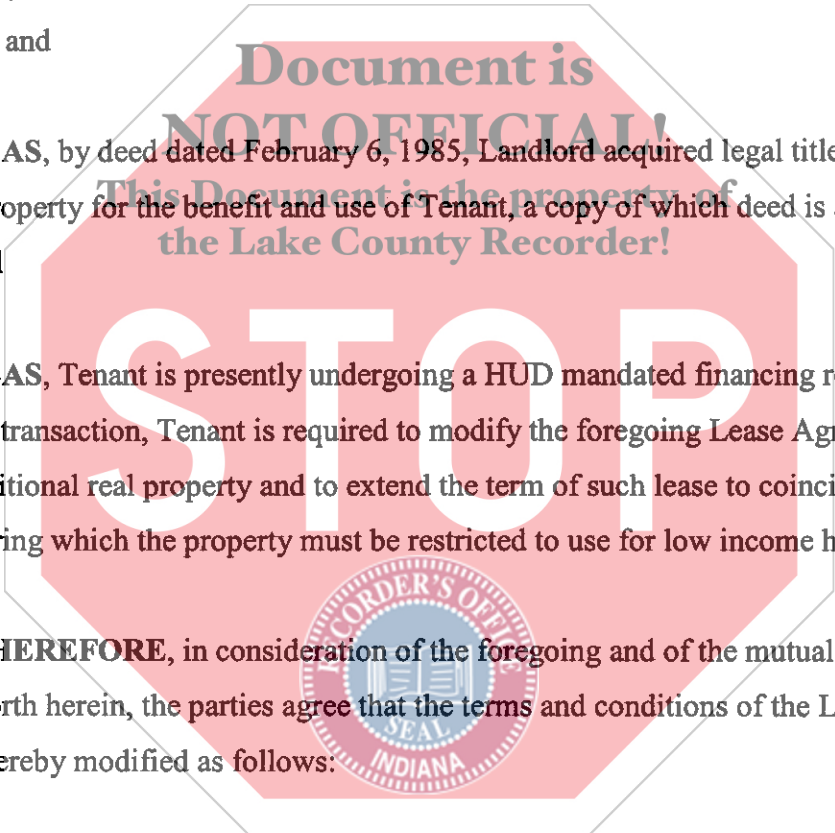 and
Document is
NOT OFFICIAL!
AS, by deed dated February 6, 1985, Landlord acquired legal title
This Document is the property of
operty for the benefit and use of Tenant, a copy of which deed is
the Lake County Recorder!
STOP
AS, Tenant is presently undergoing a HUD mandated financing r
transaction, Tenant is required to modify the foregoing Lease Agr
itional real property and to extend the term of such lease to coinci
ring which the property must be restricted to use for low income h
RECORDER'S OFFICE
HEREFORE, in consideration of the foregoing and of the mutual
rth herein, the parties agree that the terms and conditions of the L
SEAL
ereby modified as follows:
INDIANA